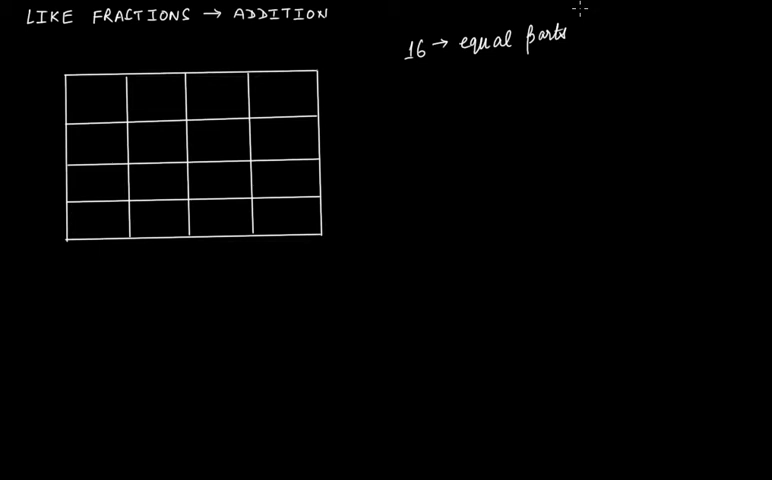 LIKE FRACTIONS → ADDITION
16 → equal parts